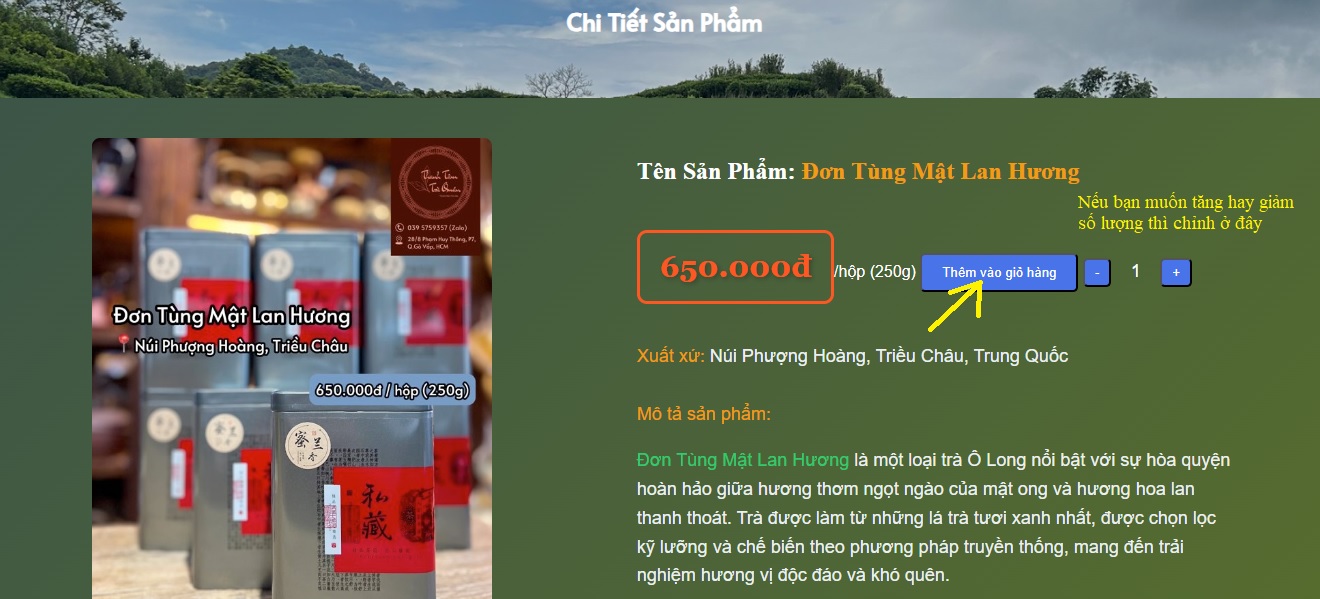 Chi Tiết Sản Phẩm
Thanh Tâm
Trà Quán
039 5759357 (Zalo)
28/8 Phạm Huy Thông, P7,
Q.Gò Vấp, HCM
Đơn Tùng Mật Lan Hương
Núi Phượng Hoàng, Triều Châu
650.000đ / hộp (250g)
蜜兰香
私藏
Tên Sản Phẩm: Đơn Tùng Mật Lan Hương
Nếu bạn muốn tăng hay giảm
số lượng thì chỉnh ở đây
650.000đ /hộp (250g) Thêm vào giỏ hàng - 1 +
Xuất xứ: Núi Phượng Hoàng, Triều Châu, Trung Quốc
Mô tả sản phẩm:
Đơn Tùng Mật Lan Hương là một loại trà Ô Long nổi bật với sự hòa quyện
hoàn hảo giữa hương thơm ngọt ngào của mật ong và hương hoa lan
thanh thoát. Trà được làm từ những lá trà tươi xanh nhất, được chọn lọc
kỹ lưỡng và chế biến theo phương pháp truyền thống, mang đến trải
nghiệm hương vị độc đáo và khó quên.